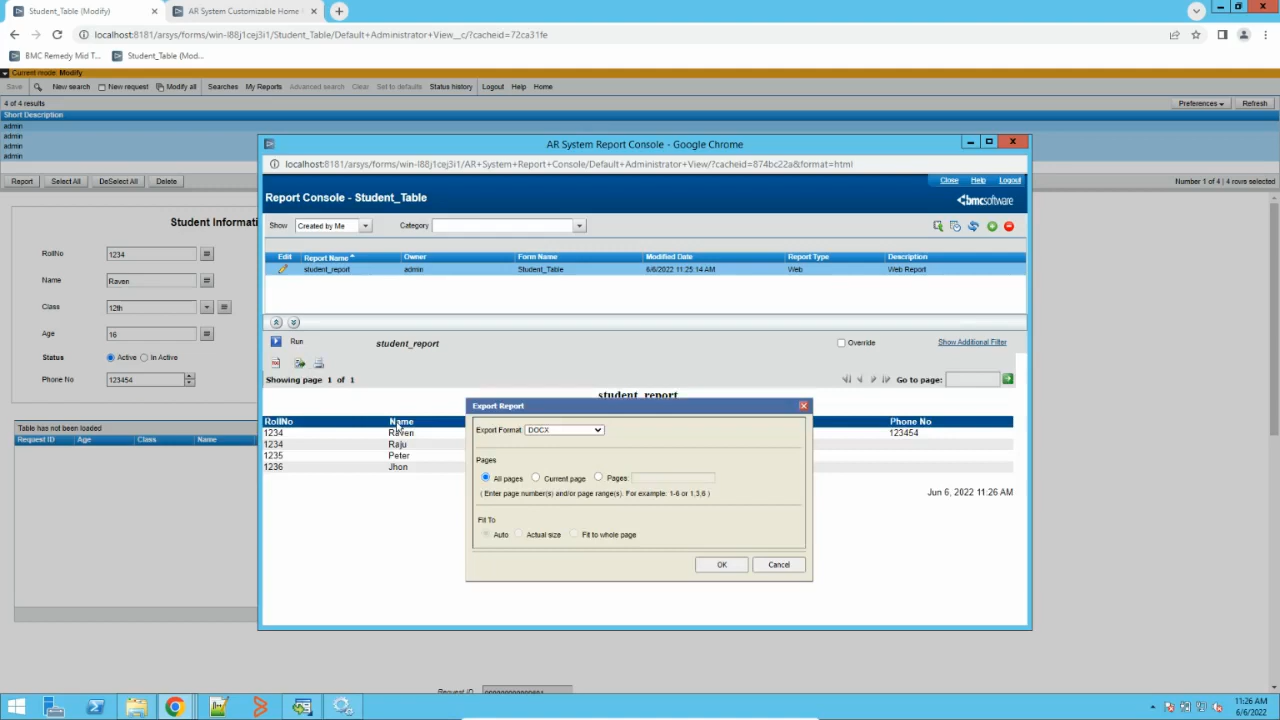 Student_Table (Modify)
AR System Customizable Home
localhost:8181/arsys/forms/win-l88j1cej3i1/Student_Table/Default+Administrator+View__c/?cacheid=72ca31fe
BMC Remedy Mid T...
Student_Table (Mod...
Current mode: Modify
Save New search New request Modify all Searches My Reports Advanced search Clear Set to defaults Status history Logout Help Home
4 of 4 results Preferences Refresh
Short Description
admin
admin
admin
admin
Report Select All DeSelect All Delete Number 1 of 4 | 4 rows selected
Student Informati
RollNo 1234
Name Raven
Class 12th
Age 16
Status Active In Active
Phone No 123454
Table has not been loaded
Request ID Age Class Name
AR System Report Console - Google Chrome
localhost:8181/arsys/forms/win-l88j1cej3i1/AR+System+Report+Console/Default+Administrator+View/?cacheid=874bc22a&format=html
Close Help Logout
Report Console - Student_Table
bmcsoftware
Show Created by Me Category
Edit Report Name Owner Form Name Modified Date Report Type Description
student_report admin Student_Table 6/6/2022 11:25:14 AM Web Web Report
Run student_report Override Show Additional Filter
Showing page 1 of 1 Go to page:
student_report
RollNo Name Phone No
1234 Raven 123454
1234 Raju
1235 Peter
1236 Jhon
Jun 6, 2022 11:26 AM
Export Report
Export Format DOCX
Pages
All pages Current page Pages:
( Enter page number(s) and/or page range(s). For example: 1-6 or 1,3,6 )
Fit To
Auto Actual size Fit to whole page
OK Cancel
Request ID
11:26 AM
6/6/2022